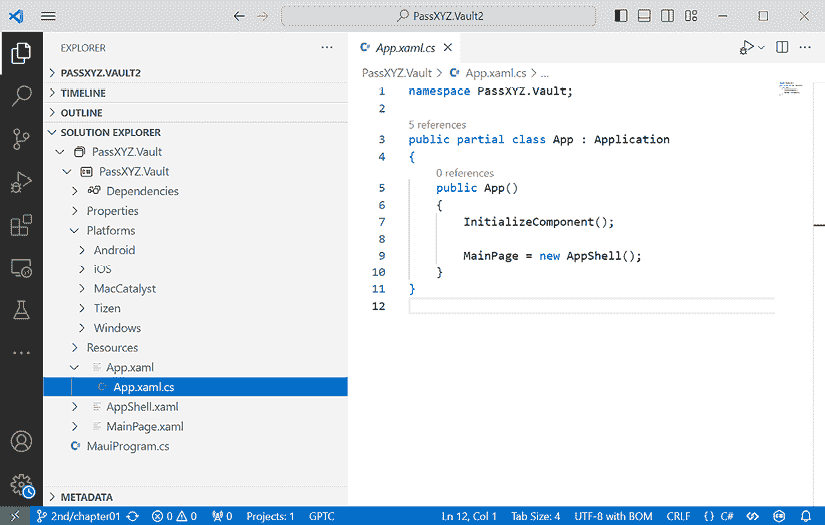 PassXYZ.Vault2
EXPLORER
PASSXYZ.VAULT2
TIMELINE
OUTLINE
SOLUTION EXPLORER
PassXYZ.Vault
PassXYZ.Vault
Dependencies
Properties
Platforms
Android
iOS
MacCatalyst
Tizen
Windows
Resources
App.xaml
C# App.xaml.cs
AppShell.xaml
MainPage.xaml
C# MauiProgram.cs
METADATA
C# App.xaml.cs
PassXYZ.Vault > C# App.xaml.cs > ...
1 namespace PassXYZ.Vault;
2
5 references
3 public partial class App : Application
4 {
0 references
5 public App()
6 {
7 InitializeComponent();
8
9 MainPage = new AppShell();
10 }
11 }
12
2nd/chapter01 0 0 0 Projects: 1 GPTC Ln 12, Col 1 Tab Size: 4 UTF-8 with BOM CRLF {} C#